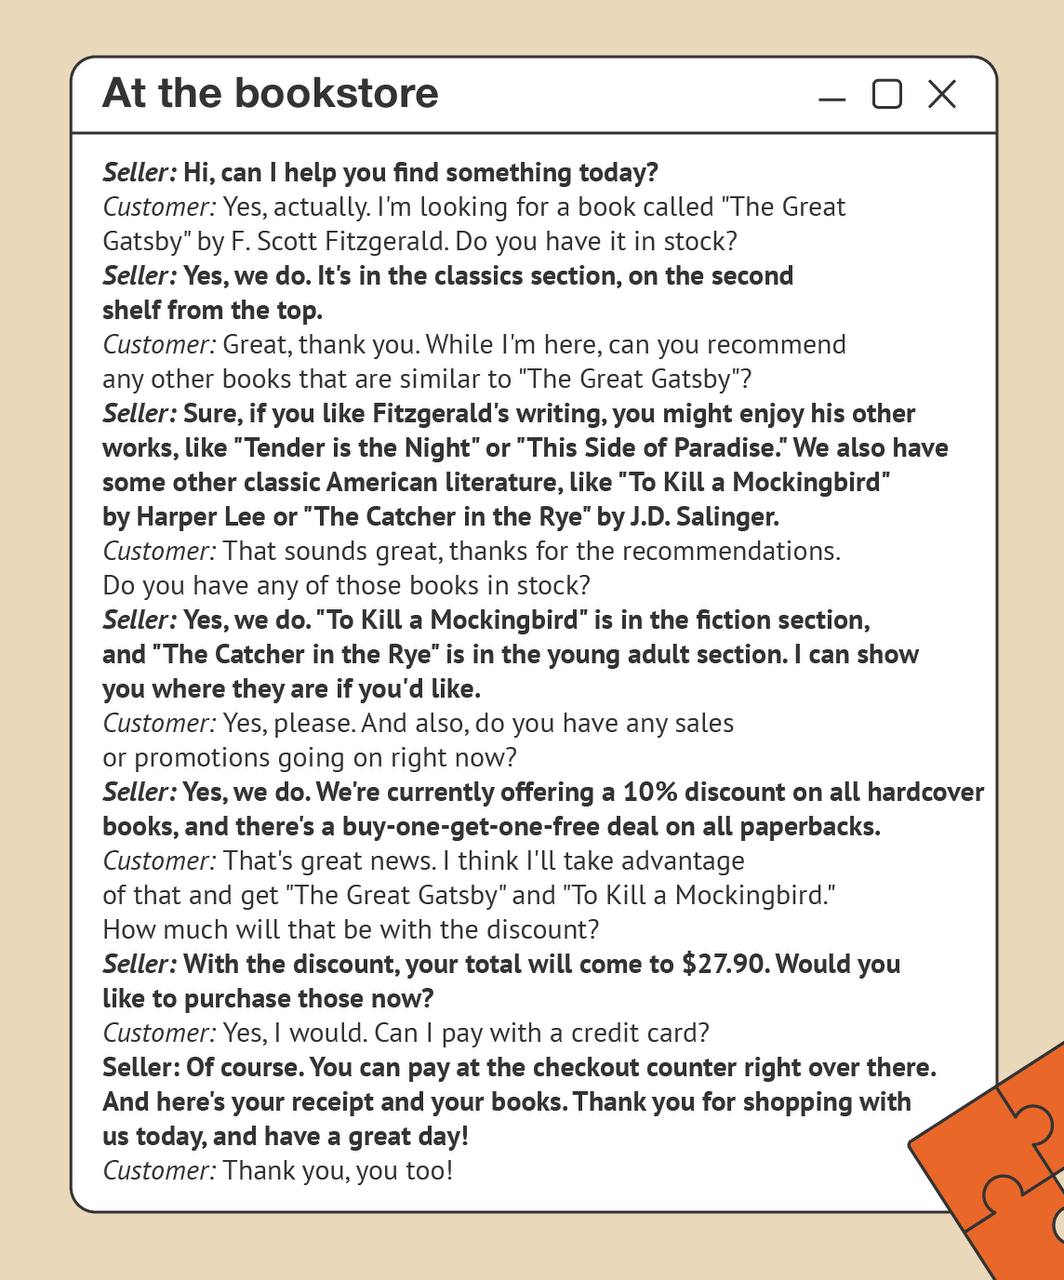 At the bookstore
Seller: Hi, can I help you find something today?
Customer: Yes, actually. I'm looking for a book called "The Great
Gatsby" by F. Scott Fitzgerald. Do you have it in stock?
Seller: Yes, we do. It's in the classics section, on the second
shelf from the top.
Customer: Great, thank you. While I'm here, can you recommend
any other books that are similar to "The Great Gatsby"?
Seller: Sure, if you like Fitzgerald's writing, you might enjoy his other
works, like "Tender is the Night" or "This Side of Paradise." We also have
some other classic American literature, like "To Kill a Mockingbird"
by Harper Lee or "The Catcher in the Rye" by J.D. Salinger.
Customer: That sounds great, thanks for the recommendations.
Do you have any of those books in stock?
Seller: Yes, we do. "To Kill a Mockingbird" is in the fiction section,
and "The Catcher in the Rye" is in the young adult section. I can show
you where they are if you'd like.
Customer: Yes, please. And also, do you have any sales
or promotions going on right now?
Seller: Yes, we do. We're currently offering a 10% discount on all hardcover
books, and there's a buy-one-get-one-free deal on all paperbacks.
Customer: That's great news. I think I'll take advantage
of that and get "The Great Gatsby" and "To Kill a Mockingbird."
How much will that be with the discount?
Seller: With the discount, your total will come to $27.90. Would you
like to purchase those now?
Customer: Yes, I would. Can I pay with a credit card?
Seller: Of course. You can pay at the checkout counter right over there.
And here's your receipt and your books. Thank you for shopping with
us today, and have a great day!
Customer: Thank you, you too!